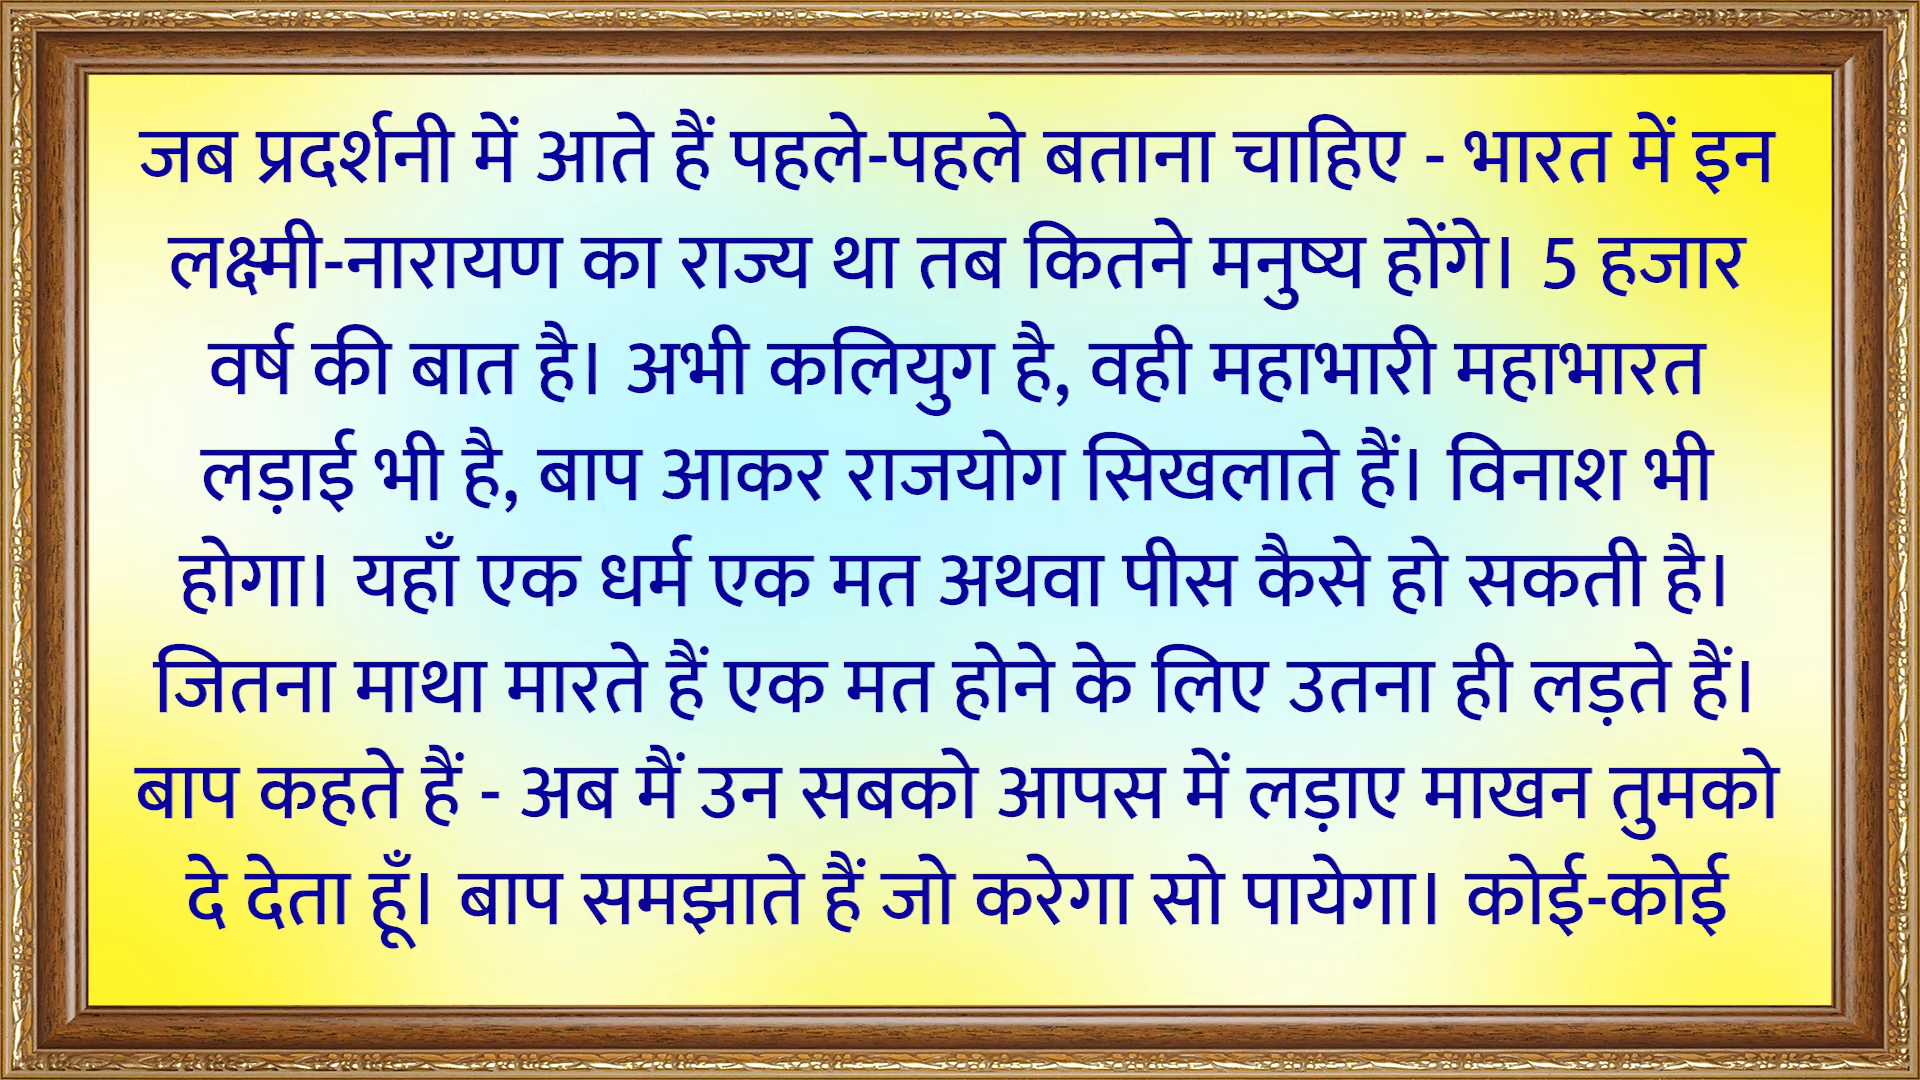 जब प्रदर्शनी में आते हैं पहले-पहले बताना चाहिए - भारत में इन
लक्ष्मी-नारायण का राज्य था तब कितने मनुष्य होंगे। 5 हजार
वर्ष की बात है। अभी कलियुग है, वही महाभारी महाभारत
लड़ाई भी है, बाप आकर राजयोग सिखलाते हैं। विनाश भी
होगा। यहाँ एक धर्म एक मत अथवा पीस कैसे हो सकती है।
जितना माथा मारते हैं एक मत होने के लिए उतना ही लड़ते हैं।
बाप कहते हैं - अब मैं उन सबको आपस में लड़ाए माखन तुमको
दे देता हूँ। बाप समझाते हैं जो करेगा सो पायेगा। कोई-कोई